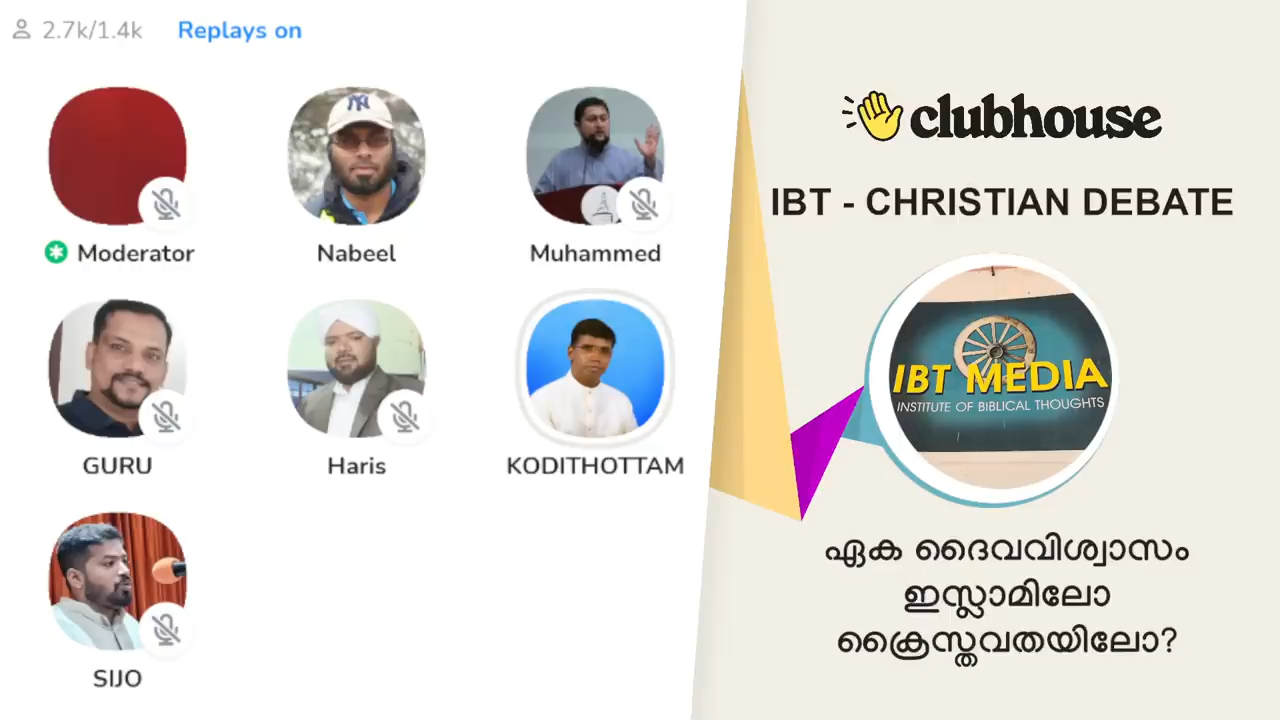 2.7k/1.4k Replays on
Moderator
Nabeel
Muhammed
GURU
Haris
KODITHOTTAM
SIJO
clubhouse
IBT - CHRISTIAN DEBATE
IBT MEDIA
INSTITUTE OF BIBLICAL THOUGHTS
ഏക ദൈവവിശ്വാസം
ഇസ്ലാമിലോ
ക്രൈസ്തവതയിലോ?